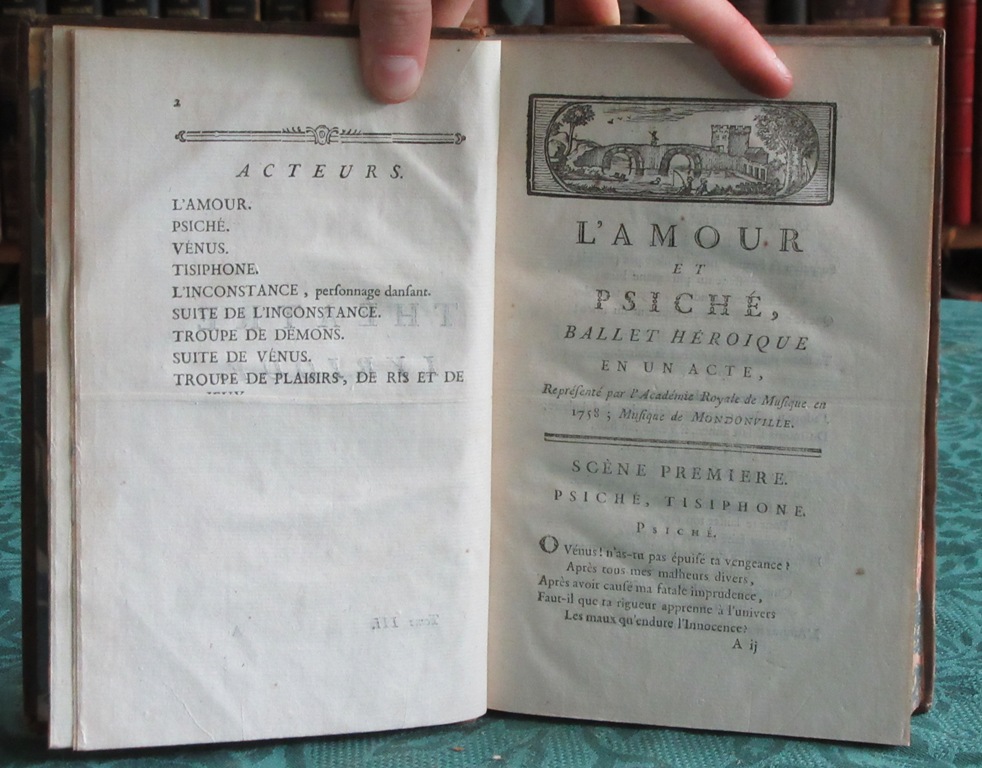 2
ACTEURS.
L'AMOUR.
PSICHÉ.
VÉNUS.
TISIPHONE.
L'INCONSTANCE, personnage dansant.
SUITE DE L'INCONSTANCE.
TROUPE DE DÉMONS.
SUITE DE VÉNUS.
TROUPE DE PLAISIRS, DE RIS ET DE
Tome III.
L'AMOUR
ET
PSICHÉ,
BALLET HÉROIQUE
EN UN ACTE,
Représenté par l'Académie Royale de Musique en
1758 ; Musique de MONDONVILLE.
SCÈNE PREMIERE.
PSICHÉ, TISIPHONE.
PSICHÉ.
O Vénus ! n'as-tu pas épuisé ta vengeance ?
Après tous mes malheurs divers,
Après avoir causé ma fatale imprudence,
Faut-il que ta rigueur apprenne à l'univers
Les maux qu'endure l'Innocence ?
A ij